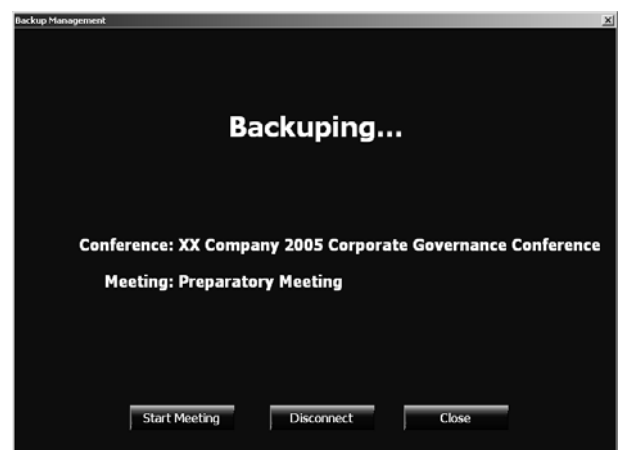 Backup Management
Backuping...
Conference: XX Company 2005 Corporate Governance Conference
Meeting: Preparatory Meeting
Start Meeting Disconnect Close